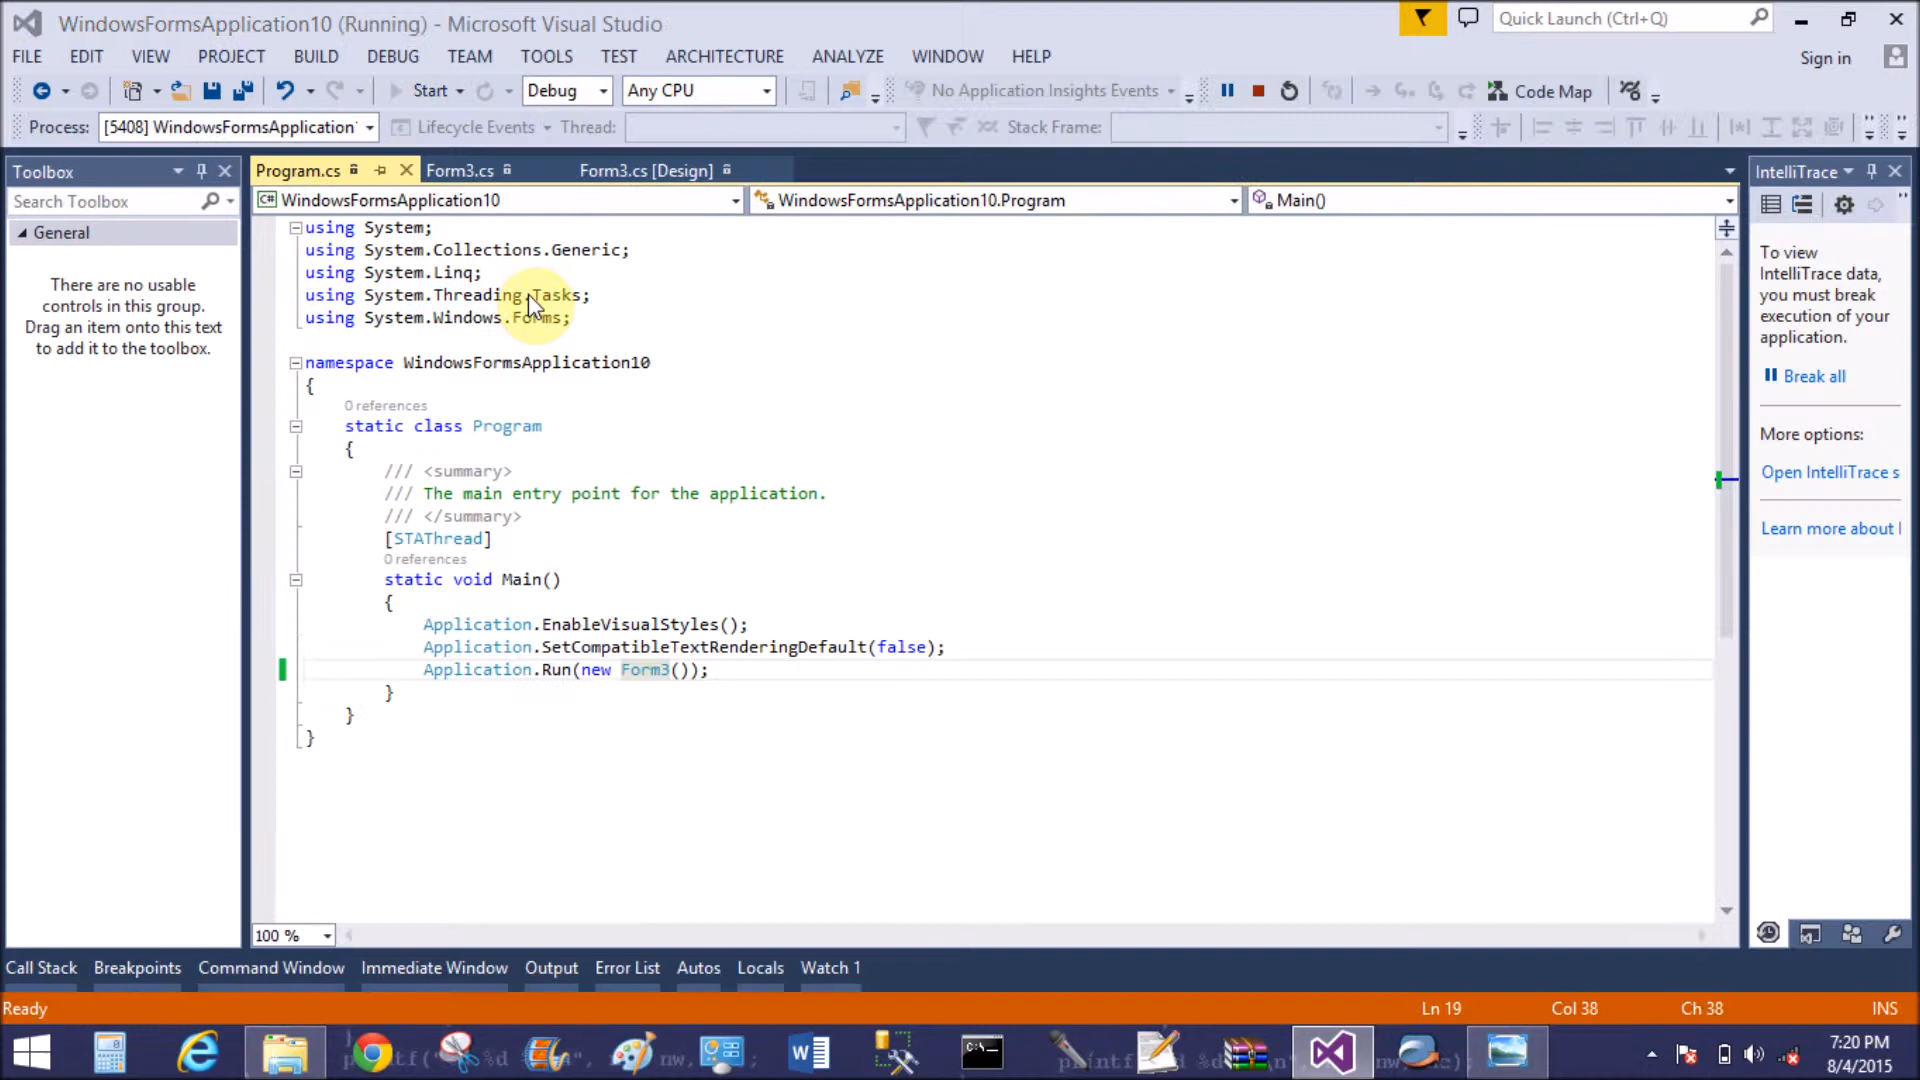 WindowsFormsApplication10 (Running) - Microsoft Visual Studio
Quick Launch (Ctrl+Q)
FILE EDIT VIEW PROJECT BUILD DEBUG TEAM TOOLS TEST ARCHITECTURE ANALYZE WINDOW HELP
Sign in
Start Debug Any CPU No Application Insights Events Code Map
Process: [5408] WindowsFormsApplication Lifecycle Events Thread: Stack Frame:
Toolbox
Search Toolbox
General
There are no usable
controls in this group.
Drag an item onto this text
to add it to the toolbox.
Program.cs Form3.cs Form3.cs [Design]
C# WindowsFormsApplication10 WindowsFormsApplication10.Program Main()
using System;
using System.Collections.Generic;
using System.Linq;
using System.Threading.Tasks;
using System.Windows.Forms;
namespace WindowsFormsApplication10
{
0 references
static class Program
{
/// <summary>
/// The main entry point for the application.
/// </summary>
[STAThread]
0 references
static void Main()
{
Application.EnableVisualStyles();
Application.SetCompatibleTextRenderingDefault(false);
Application.Run(new Form3());
}
}
}
100 %
IntelliTrace
To view
IntelliTrace data,
you must break
execution of your
application.
Break all
More options:
Open IntelliTrace s
Learn more about I
Call Stack Breakpoints Command Window Immediate Window Output Error List Autos Locals Watch 1
Ready Ln 19 Col 38 Ch 38 INS
7:20 PM
8/4/2015